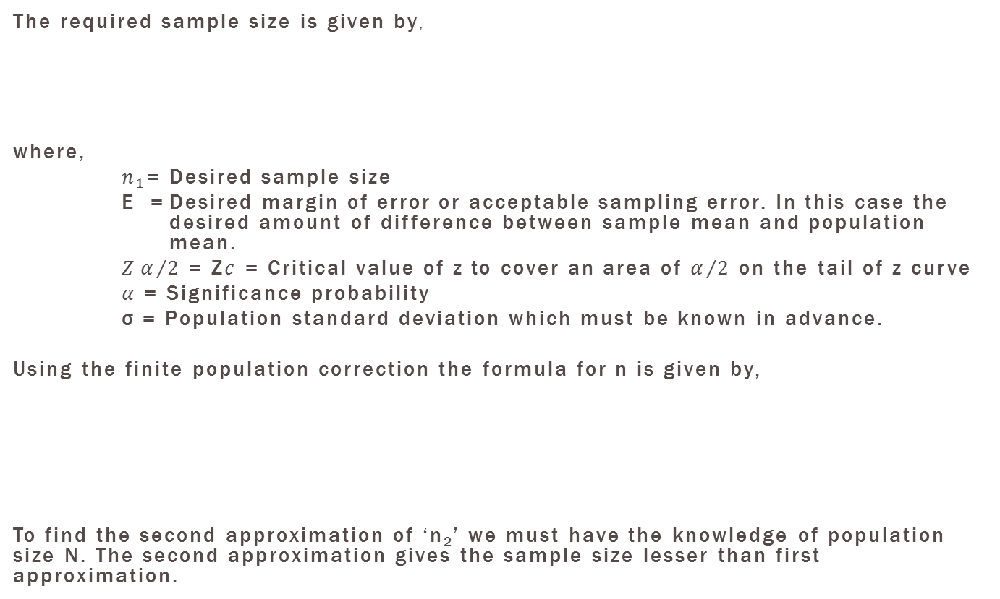 The required sample size is given by,
where,
n₁= Desired sample size
E = Desired margin of error or acceptable sampling error. In this case the
desired amount of difference between sample mean and population
mean.
Z α/2 = Zc = Critical value of z to cover an area of α/2 on the tail of z curve
α = Significance probability
σ = Population standard deviation which must be known in advance.
Using the finite population correction the formula for n is given by,
To find the second approximation of ‘n₂’ we must have the knowledge of population
size N. The second approximation gives the sample size lesser than first
approximation.